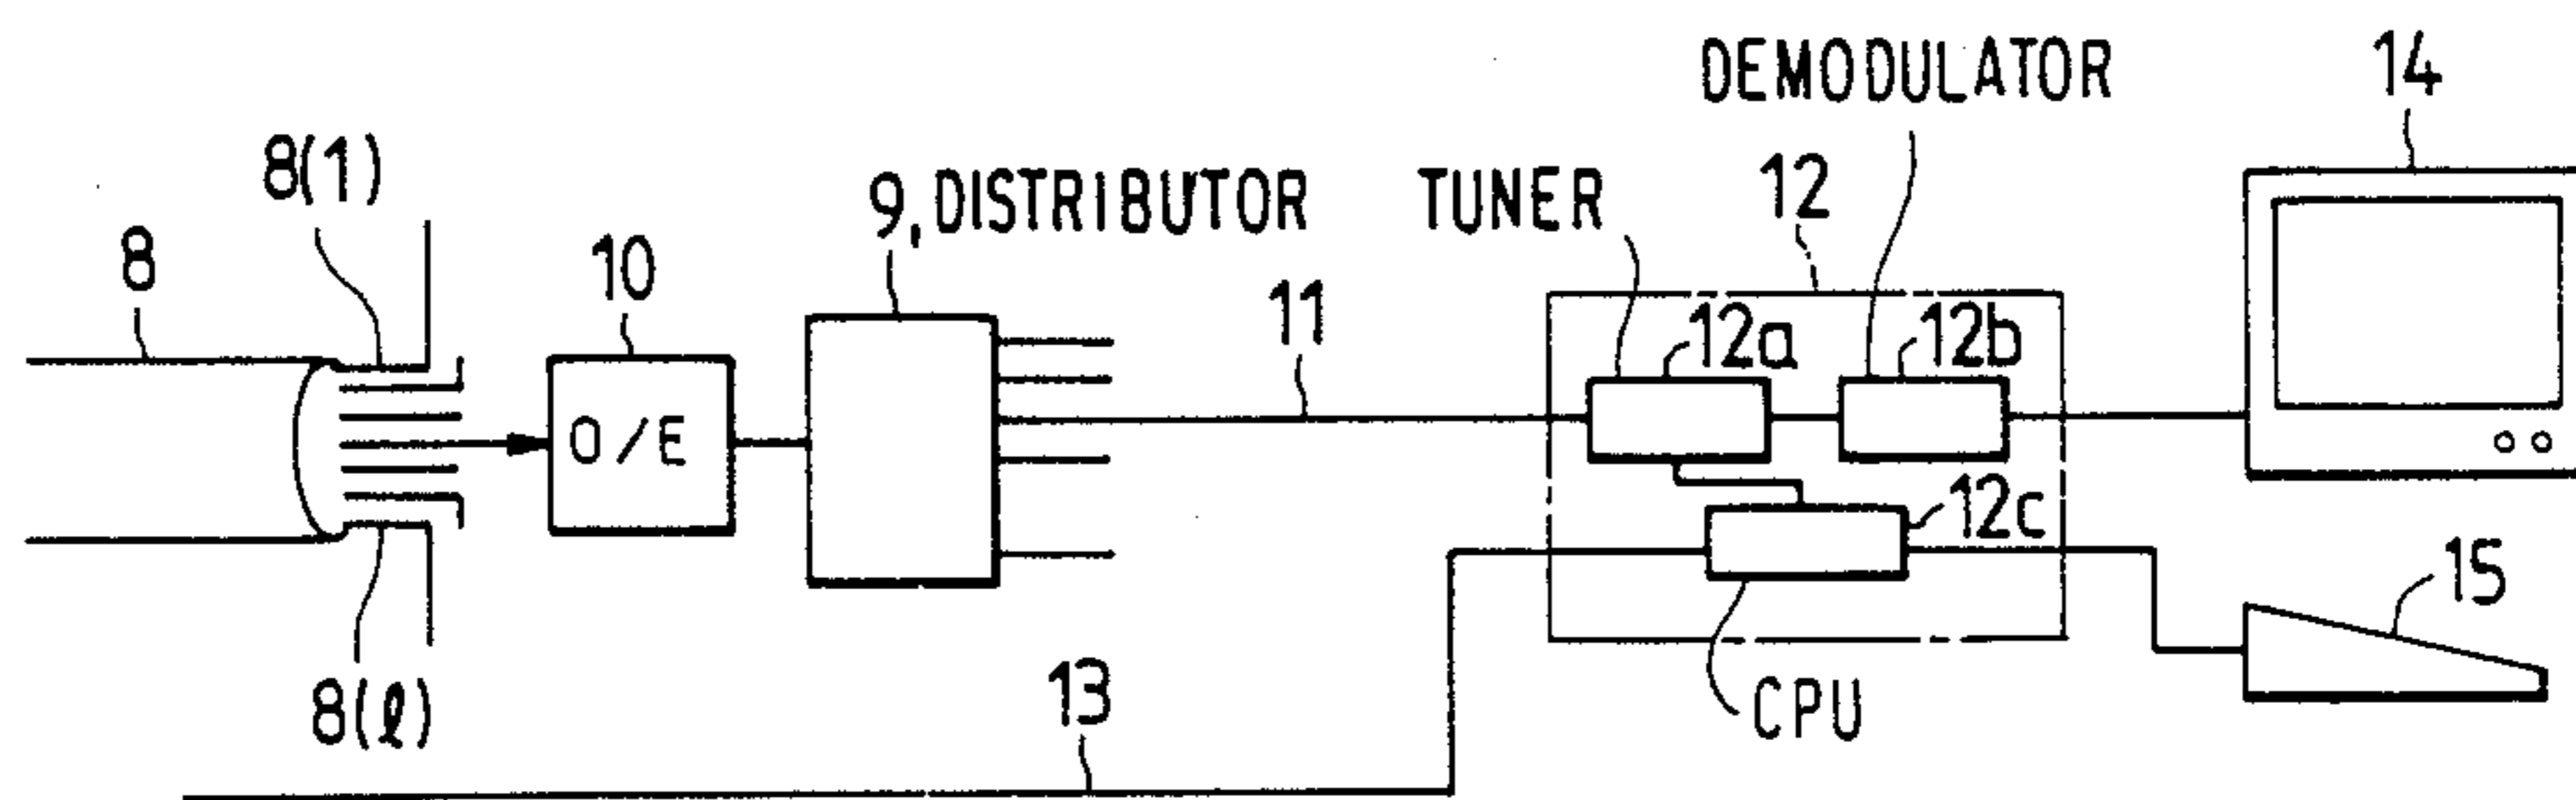 DEMODULATOR
14
8(1)
9, DISTRIBUTOR
TUNER
12
8
10
11
12a
12b
O/E
12c
15
8(ℓ)
13
CPU